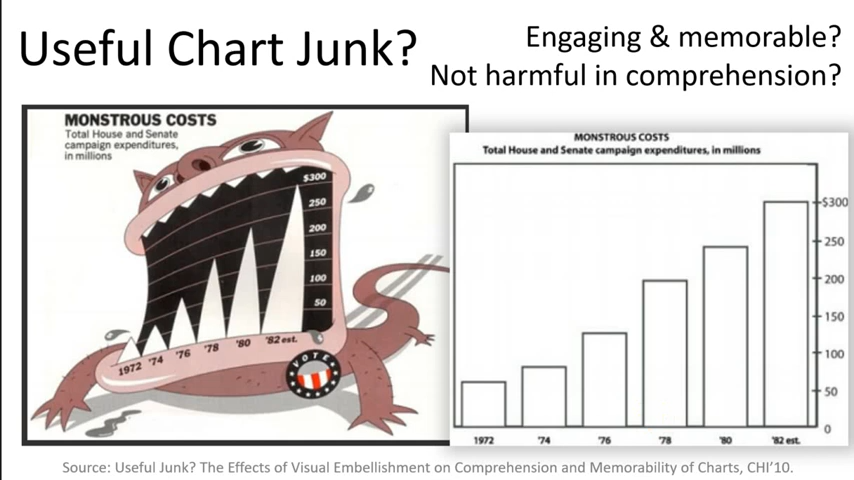 Useful Chart Junk?
Engaging & memorable?
Not harmful in comprehension?
MONSTROUS COSTS
Total House and Senate
campaign expenditures,
in millions
$300
250
200
150
100
50
1972 '74 '76 '78 '80 '82 est.
VOTE
MONSTROUS COSTS
Total House and Senate campaign expenditures, in millions
$300
250
200
150
100
50
0
1972 '74 '76 '78 '80 '82 est.
Source: Useful Junk? The Effects of Visual Embellishment on Comprehension and Memorability of Charts, CHI'10.